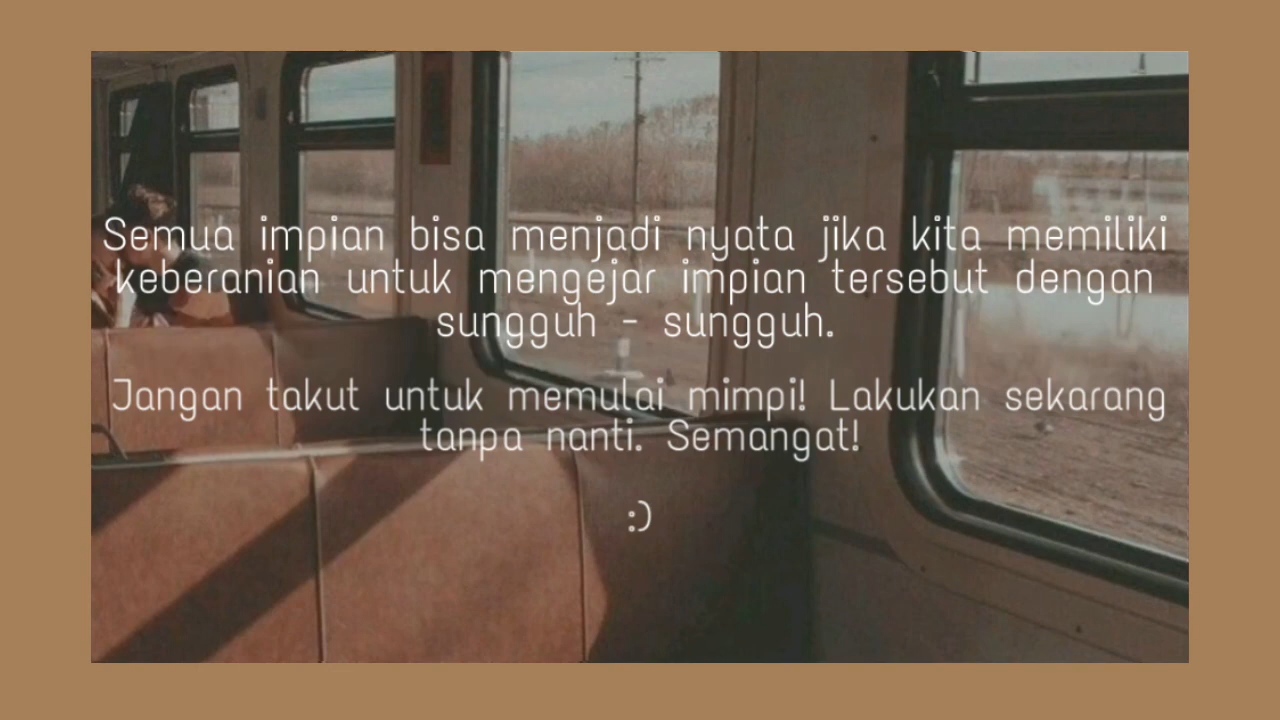 Semua impian bisa menjadi nyata jika kita memiliki
keberanian untuk mengejar impian tersebut dengan
sungguh - sungguh.
Jangan takut untuk memulai mimpi! Lakukan sekarang
tanpa nanti. Semangat!
:)